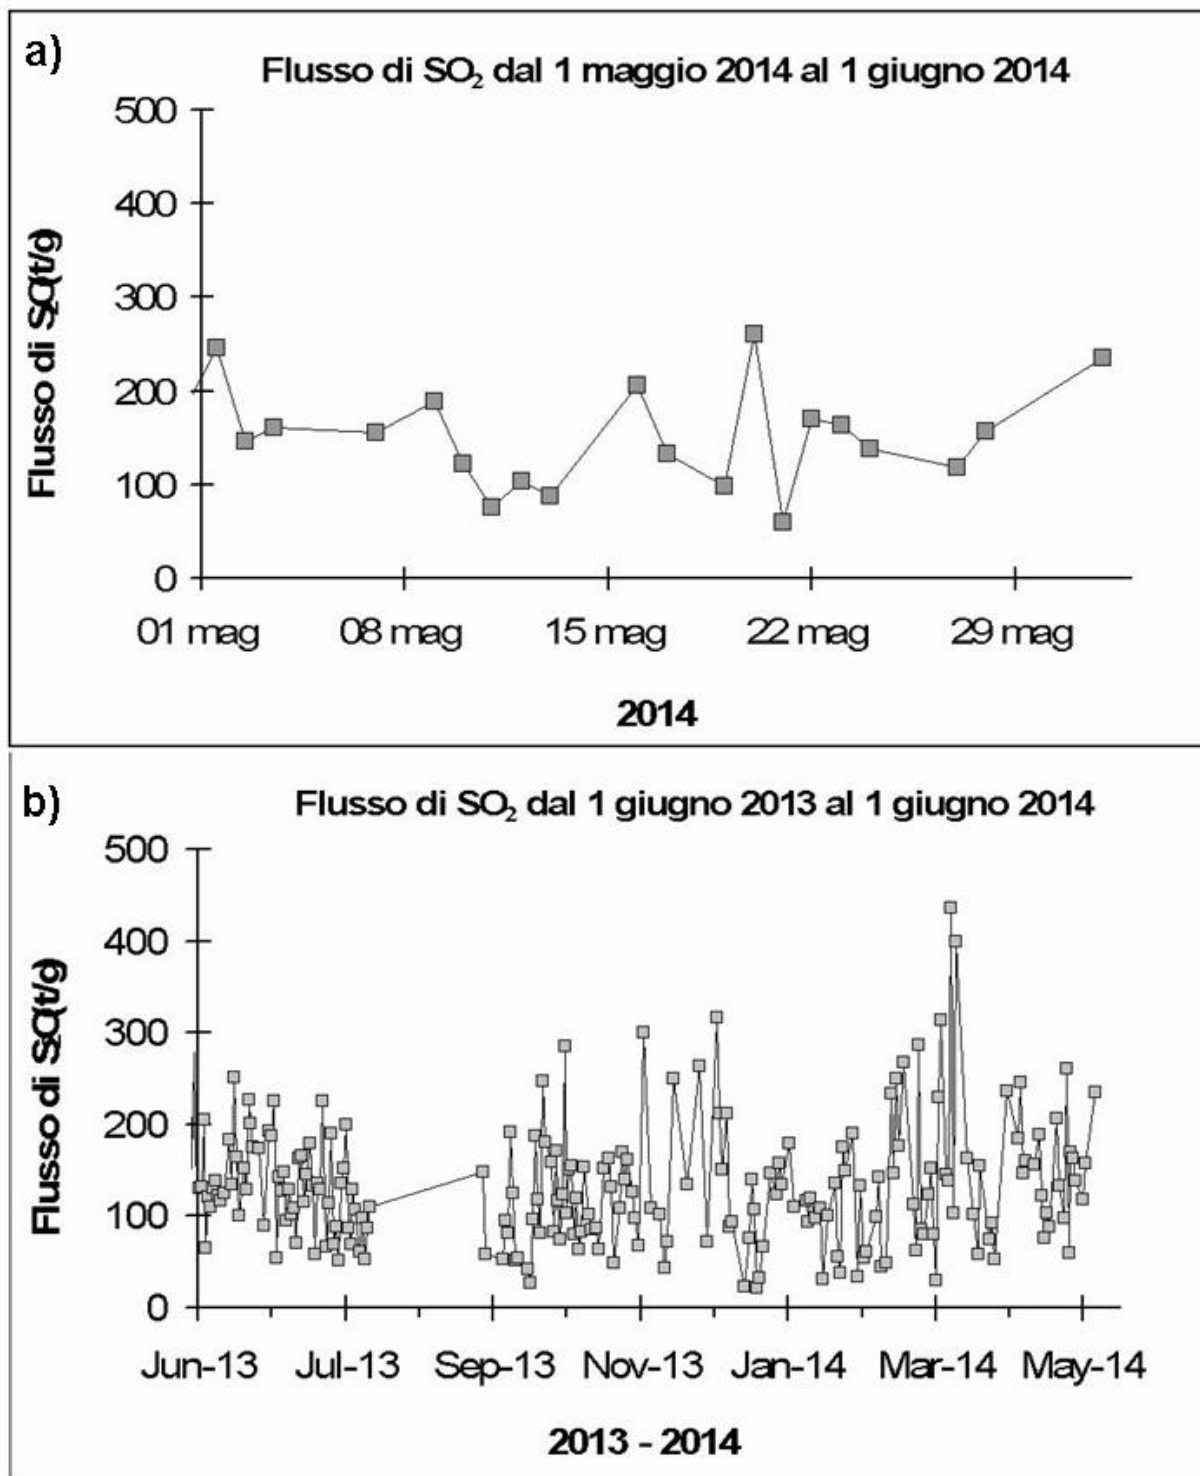 a)
Flusso di SO₂ dal 1 maggio 2014 al 1 giugno 2014
500
400
300
200
100
0
Flusso di SO₂(t/g)
01 mag 08 mag 15 mag 22 mag 29 mag
2014
b)
Flusso di SO₂ dal 1 giugno 2013 al 1 giugno 2014
500
400
300
200
100
0
Flusso di SO₂(t/g)
Jun-13 Jul-13 Sep-13 Nov-13 Jan-14 Mar-14 May-14
2013 - 2014